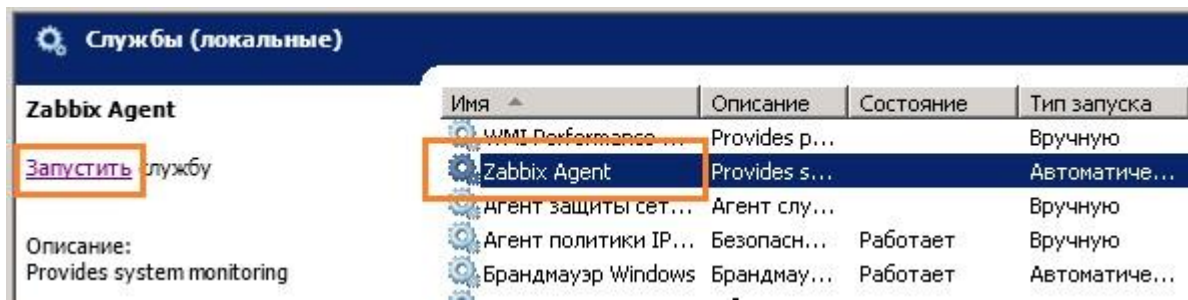 Службы (локальные)
Zabbix Agent
Запустить службу
Описание:
Provides system monitoring
Имя Описание Состояние Тип запуска
WMI Performance ... Provides p... Вручную
Zabbix Agent Provides s... Автоматиче...
Агент защиты сет... Агент слу... Вручную
Агент политики IP... Безопасн... Работает Вручную
Брандмауэр Windows Брандмау... Работает Автоматиче...